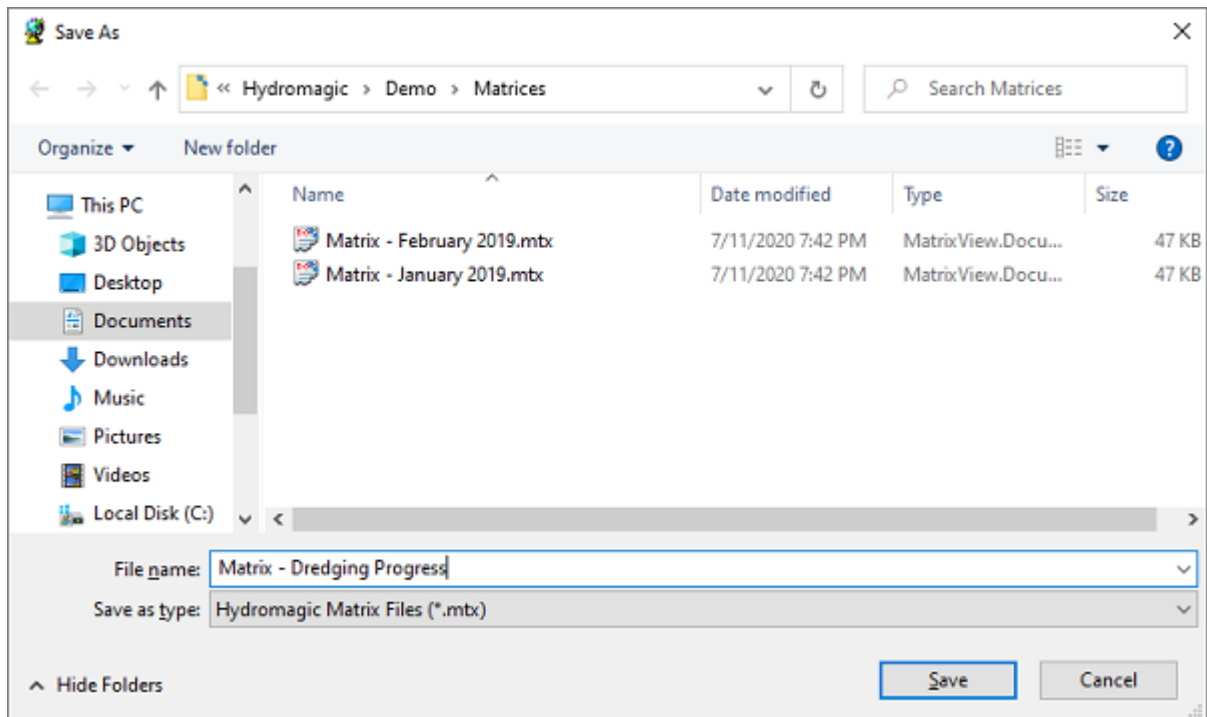 Save As
« Hydromagic > Demo > Matrices
Search Matrices
Organize
New folder
?
Name
Date modified
Type
Size
This PC
3D Objects
Desktop
Documents
Downloads
Music
Pictures
Videos
Local Disk (C:)
Matrix - February 2019.mtx 7/11/2020 7:42 PM MatrixView.Docu... 47 KB
Matrix - January 2019.mtx 7/11/2020 7:42 PM MatrixView.Docu... 47 KB
File name: Matrix - Dredging Progress
Save as type: Hydromagic Matrix Files (*.mtx)
Hide Folders
Save
Cancel